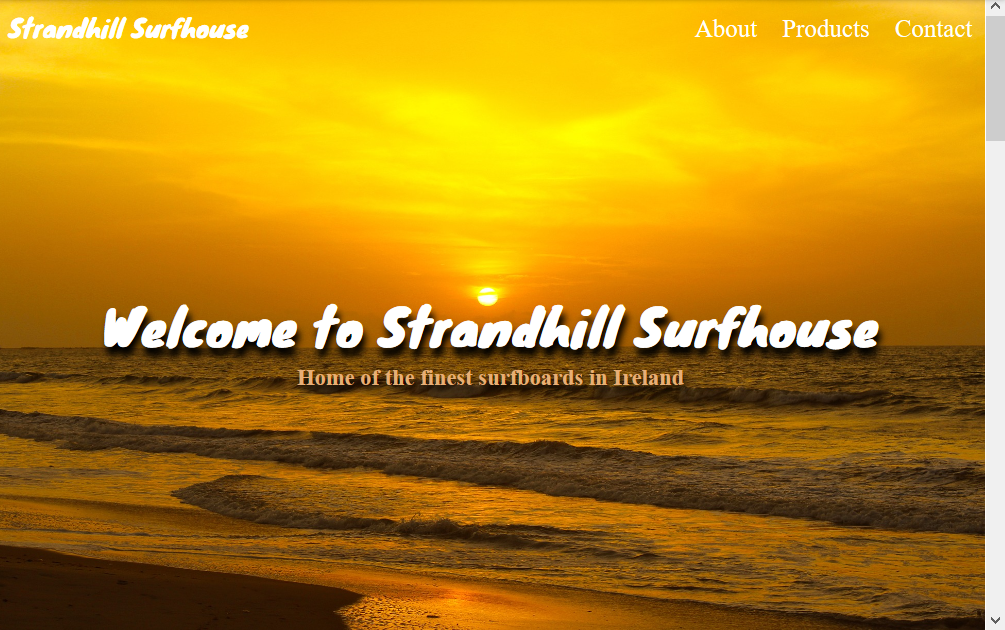 Strandhill Surfhouse
About Products Contact
Welcome to Strandhill Surfhouse
Home of the finest surfboards in Ireland